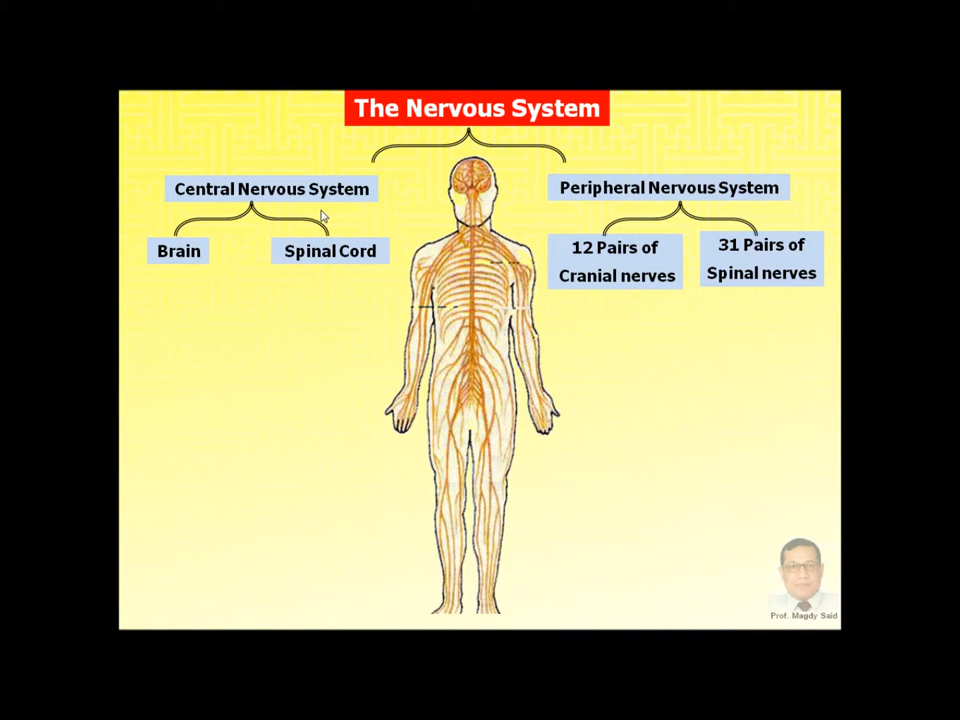 The Nervous System
Central Nervous System
Peripheral Nervous System
Brain
Spinal Cord
12 Pairs of
Cranial nerves
31 Pairs of
Spinal nerves
Prof. Magdy Said